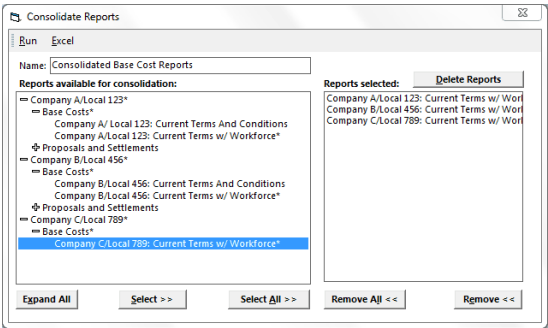 Consolidate Reports
Run Excel
Name: Consolidated Base Cost Reports
Reports available for consolidation:
Company A/Local 123*
Base Costs*
Company A/ Local 123: Current Terms And Conditions
Company A/Local 123: Current Terms w/ Workforce*
Proposals and Settlements
Company B/Local 456*
Base Costs*
Company B/Local 456: Current Terms And Conditions
Company B/Local 456: Current Terms w/ Workforce*
Proposals and Settlements
Company C/Local 789*
Base Costs*
Company C/Local 789: Current Terms w/ Workforce*
Reports selected: Delete Reports
Company A/Local 123: Current Terms w/ Worl
Company B/Local 456: Current Terms w/ Worl
Company C/Local 789: Current Terms w/ Worl
Expand All Select >> Select All >> Remove All << Remove <<